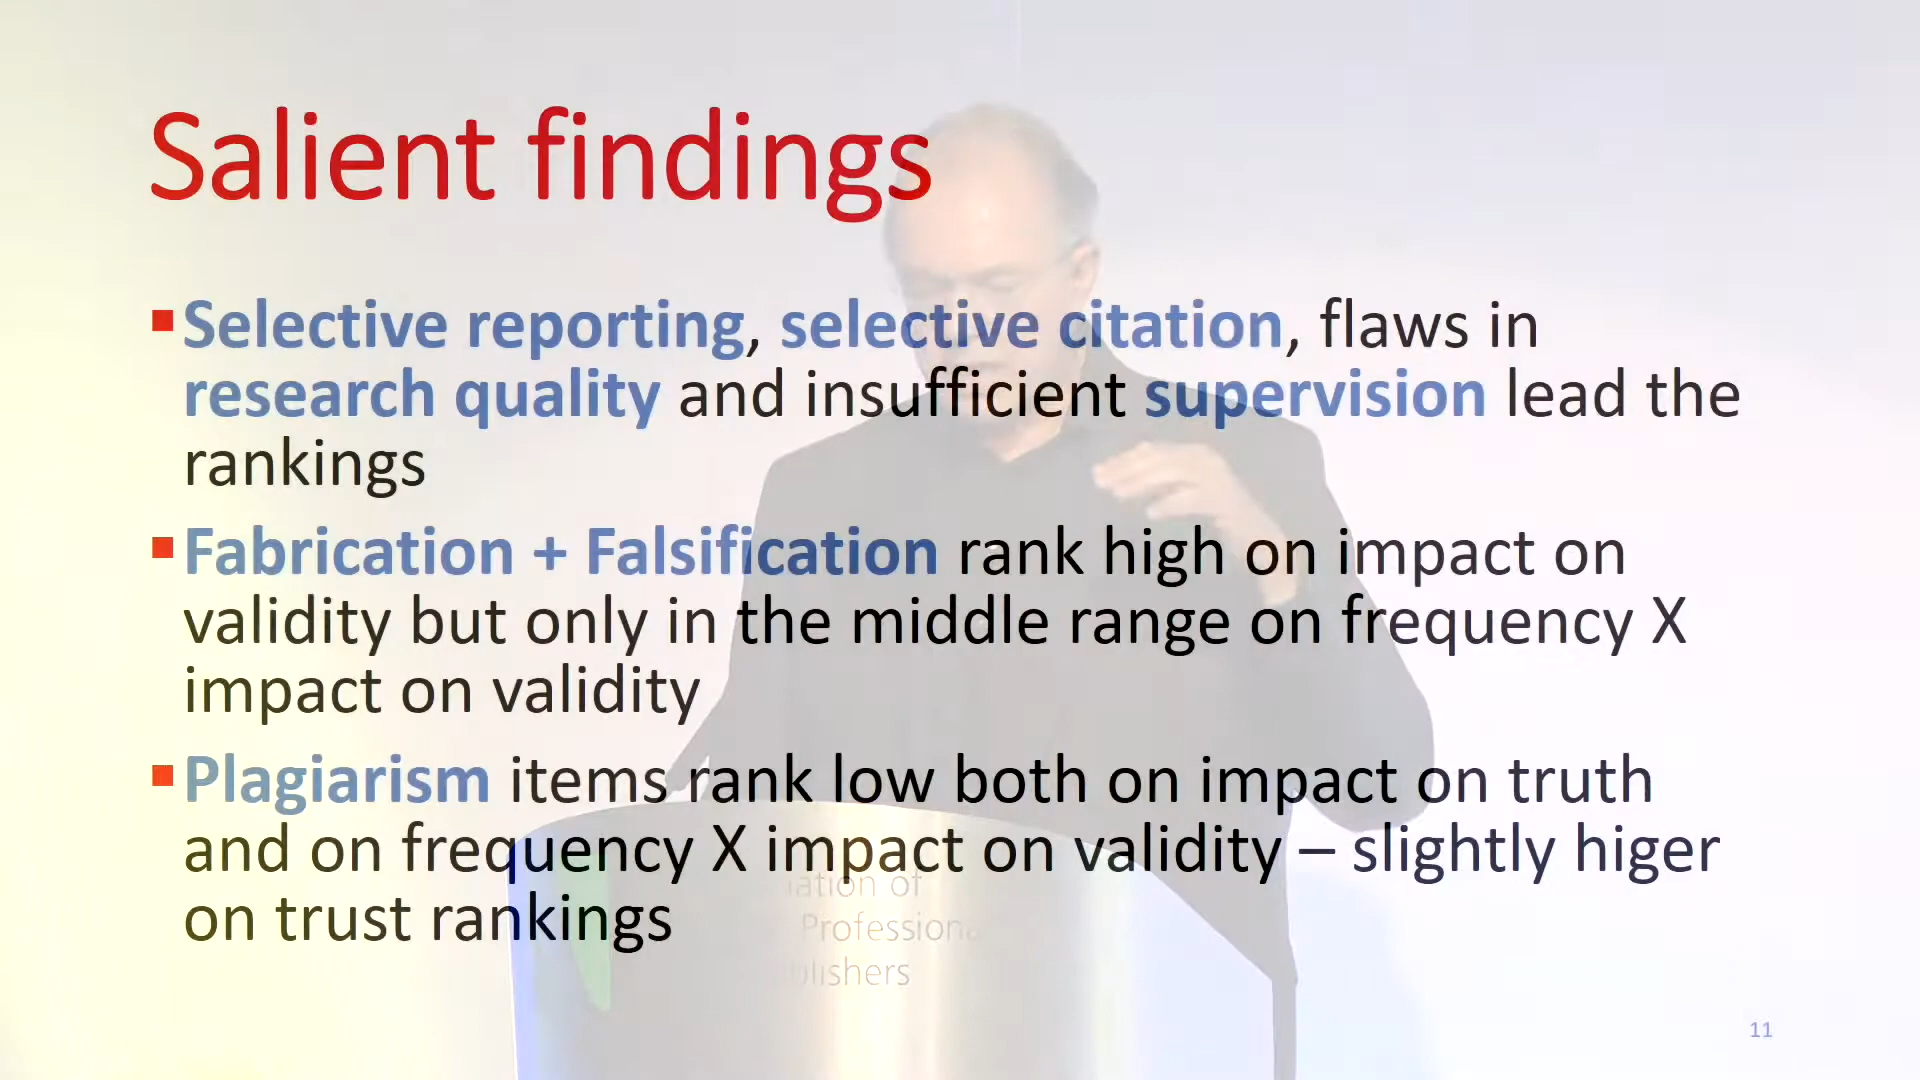 Salient findings
Selective reporting, selective citation, flaws in
research quality and insufficient supervision lead the
rankings
Fabrication + Falsification rank high on impact on
validity but only in the middle range on frequency X
impact on validity
Plagiarism items rank low both on impact on truth
and on frequency X impact on validity – slightly higer
on trust rankings
of
blishers
11